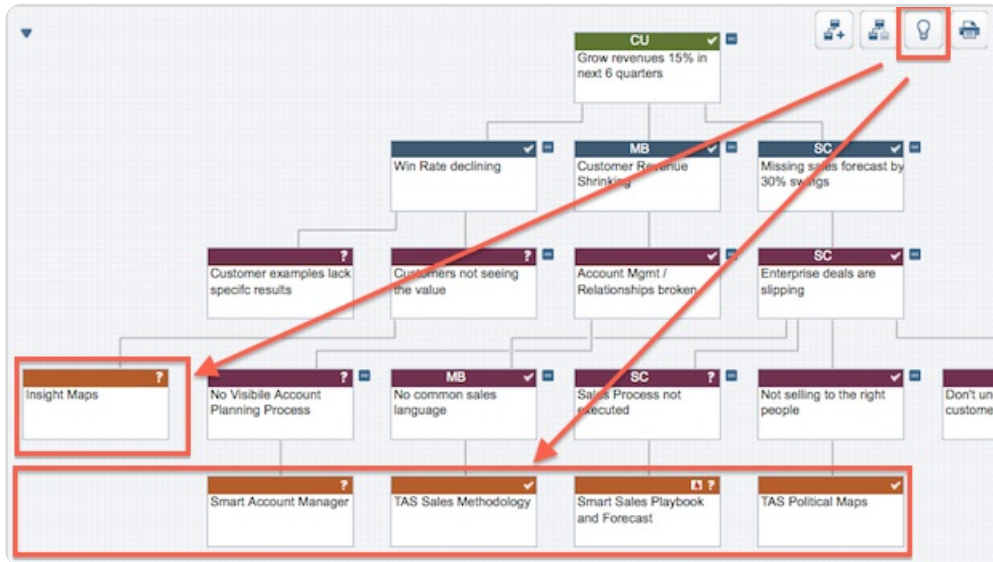 CU
Grow revenues 15% in
next 6 quarters
Win Rate declining
MB
Customer Revenue
Shrinking
SC
Missing sales forecast by
30% swings
?
Customer examples lack
specifc results
?
Customers not seeing
the value
Account Mgmt /
Relationships broken
SC
Enterprise deals are
slipping
?
Insight Maps
?
No Visibile Account
Planning Process
MB
No common sales
language
SC ?
Sales Process not
executed
Not selling to the right
people
Don't un
custome
?
Smart Account Manager
TAS Sales Methodology
?
Smart Sales Playbook
and Forecast
TAS Political Maps